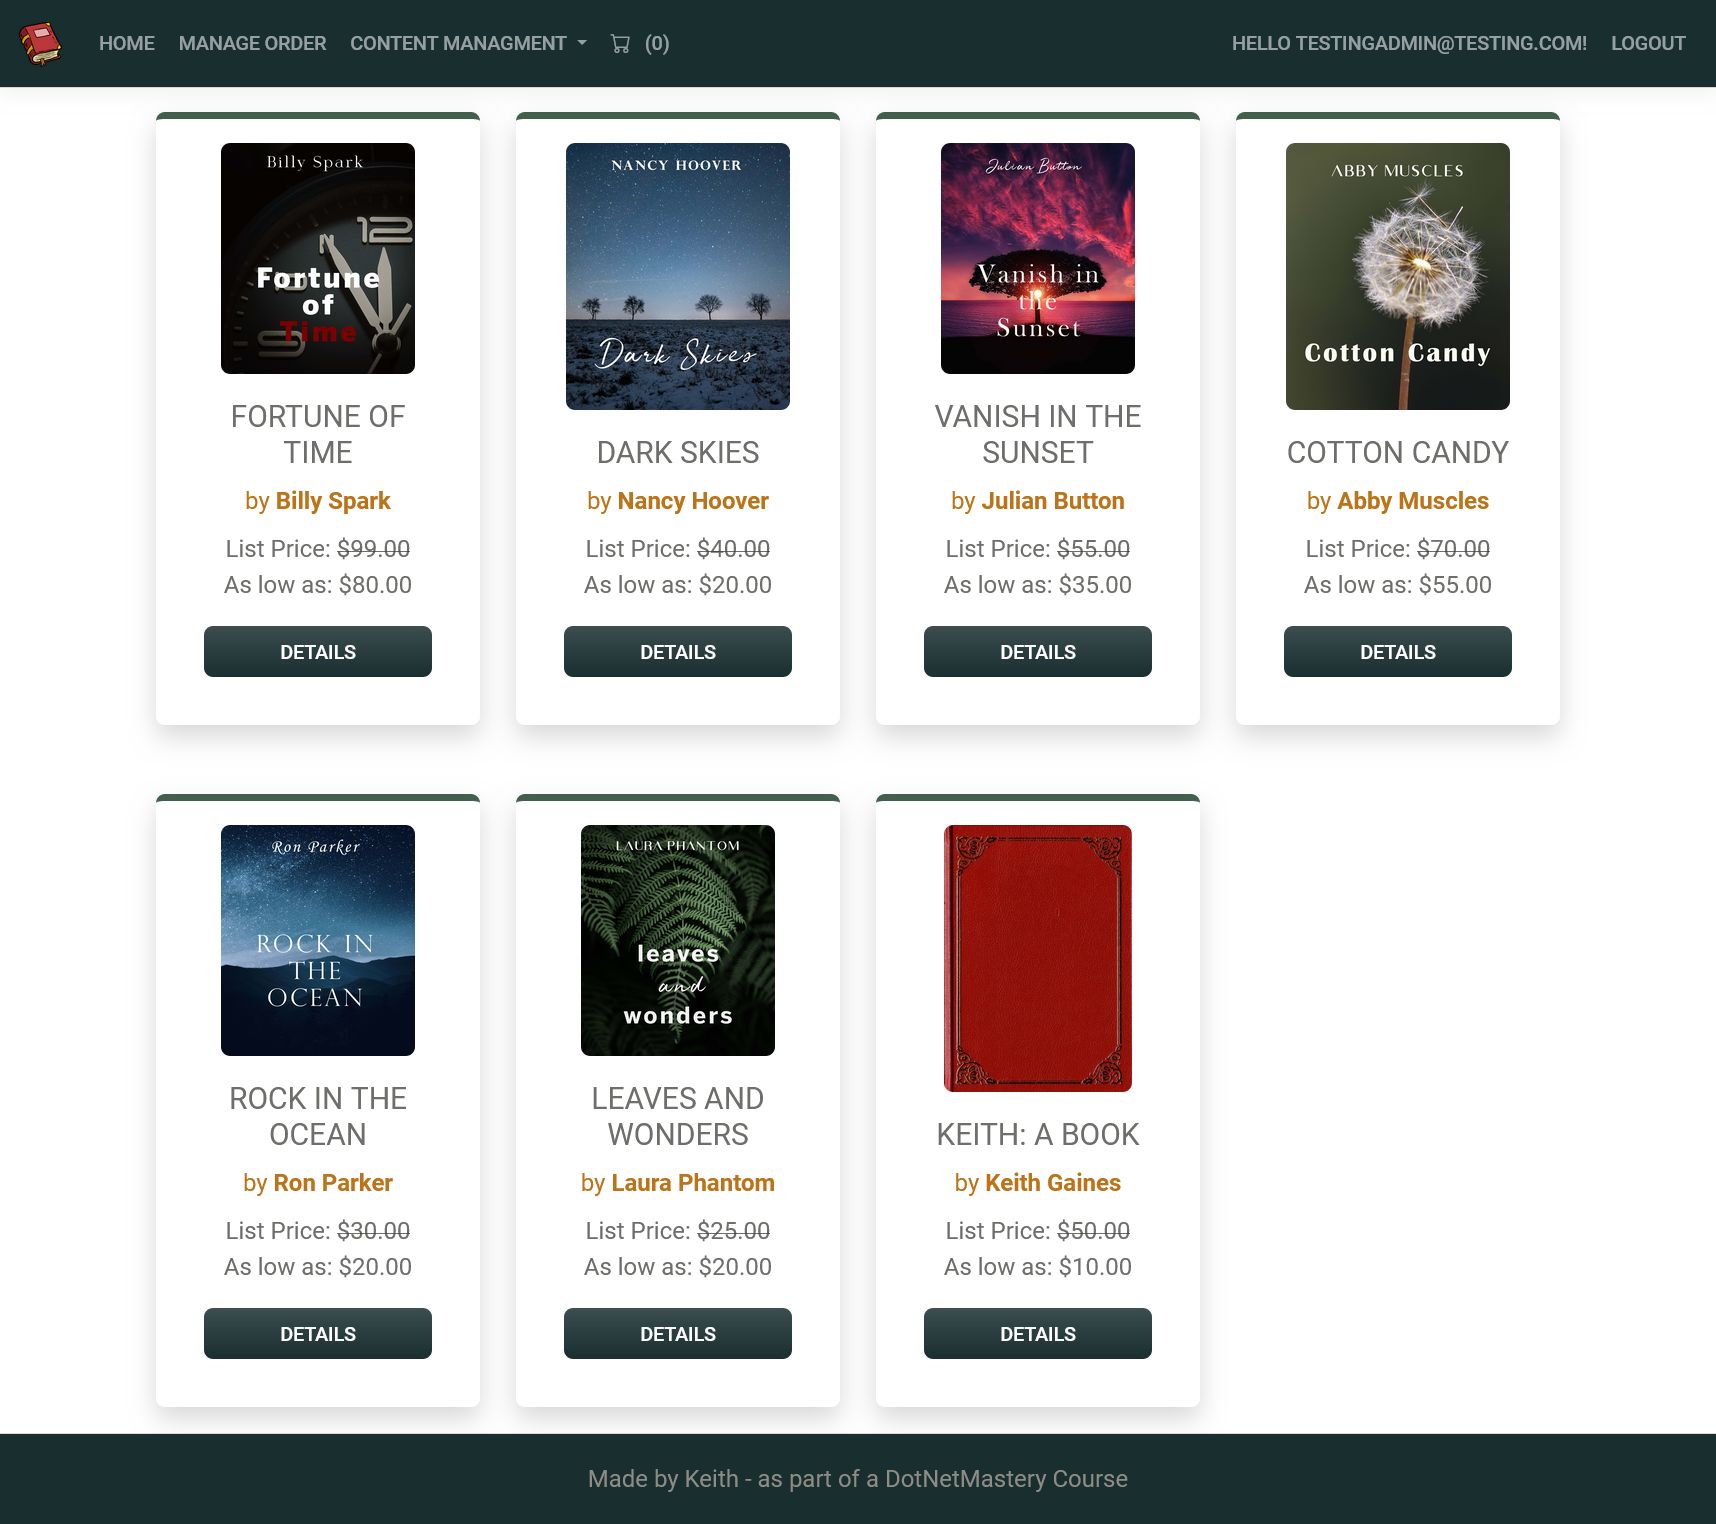 HOME MANAGE ORDER CONTENT MANAGMENT (0) HELLO TESTINGADMIN@TESTING.COM! LOGOUT
Billy Spark
12
Fortune
of
Time
FORTUNE OF
TIME
by Billy Spark
List Price: $99.00
As low as: $80.00
DETAILS
NANCY HOOVER
Dark Skies
DARK SKIES
by Nancy Hoover
List Price: $40.00
As low as: $20.00
DETAILS
Julian Button
Vanish in
the
Sunset
VANISH IN THE
SUNSET
by Julian Button
List Price: $55.00
As low as: $35.00
DETAILS
ABBY MUSCLES
Cotton Candy
COTTON CANDY
by Abby Muscles
List Price: $70.00
As low as: $55.00
DETAILS
Ron Parker
ROCK IN
THE
OCEAN
ROCK IN THE
OCEAN
by Ron Parker
List Price: $30.00
As low as: $20.00
DETAILS
LAURA PHANTOM
leaves
and
wonders
LEAVES AND
WONDERS
by Laura Phantom
List Price: $25.00
As low as: $20.00
DETAILS
KEITH: A BOOK
by Keith Gaines
List Price: $50.00
As low as: $10.00
DETAILS
Made by Keith - as part of a DotNetMastery Course